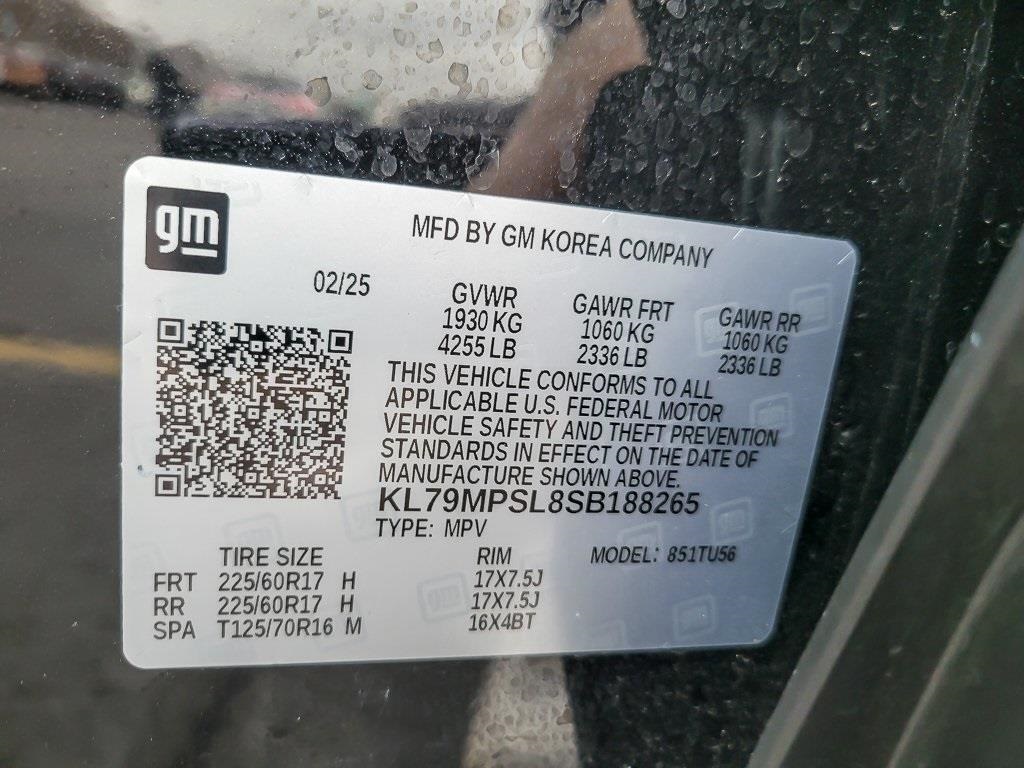 gm
MFD BY GM KOREA COMPANY
02/25
GVWR
1930 KG
4255 LB
GAWR FRT
1060 KG
2336 LB
GAWR RR
1060 KG
2336 LB
THIS VEHICLE CONFORMS TO ALL
APPLICABLE U.S. FEDERAL MOTOR
VEHICLE SAFETY AND THEFT PREVENTION
STANDARDS IN EFFECT ON THE DATE OF
MANUFACTURE SHOWN ABOVE.
KL79MPSL8SB188265
TYPE: MPV
TIRE SIZE RIM MODEL: 851TU56
FRT 225/60R17 H 17X7.5J
RR 225/60R17 H 17X7.5J
SPA T125/70R16 M 16X4BT